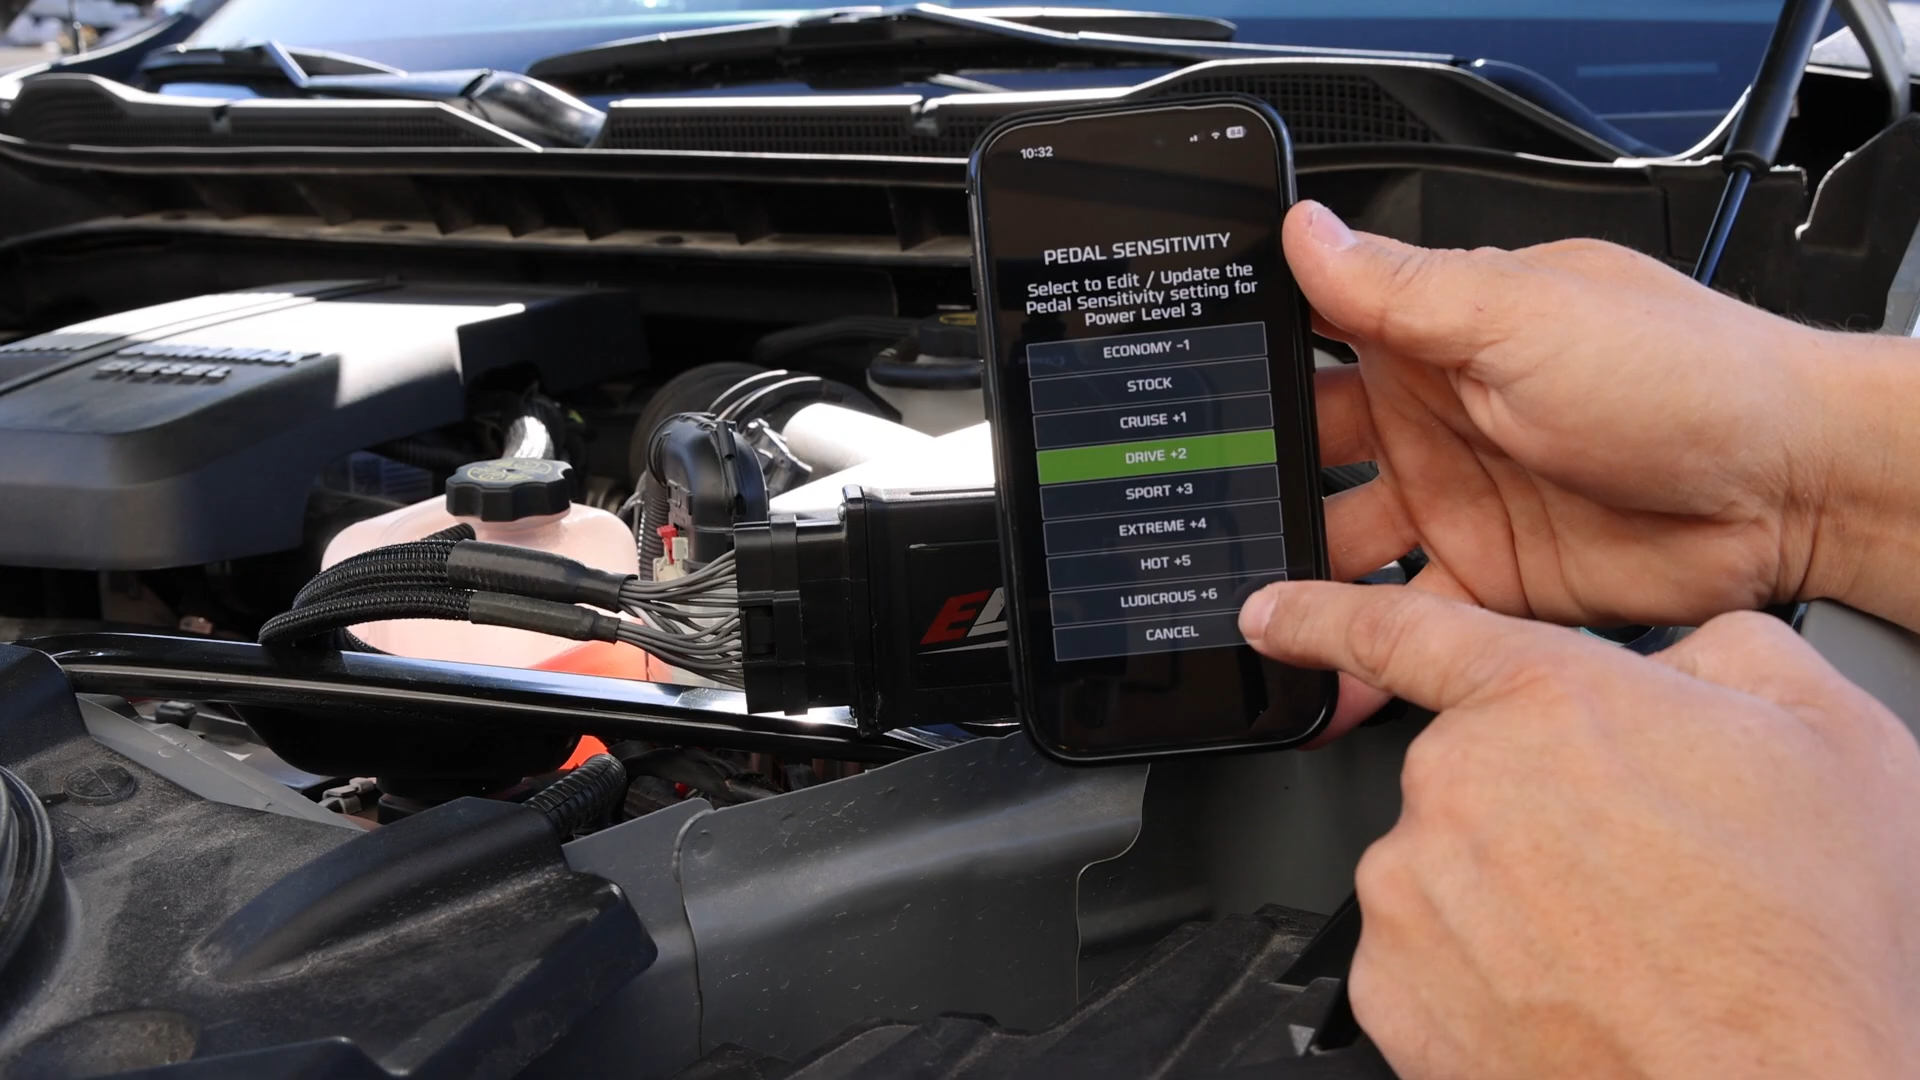 10:32
84
PEDAL SENSITIVITY
Select to Edit / Update the
Pedal Sensitivity setting for
Power Level 3
ECONOMY -1
STOCK
CRUISE +1
DRIVE +2
SPORT +3
EXTREME +4
HOT +5
LUDICROUS +6
CANCEL
DURAMAX
DIESEL